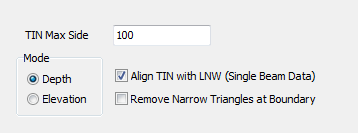 TIN Max Side 100
Mode
Depth
Elevation
Align TIN with LNW (Single Beam Data)
Remove Narrow Triangles at Boundary